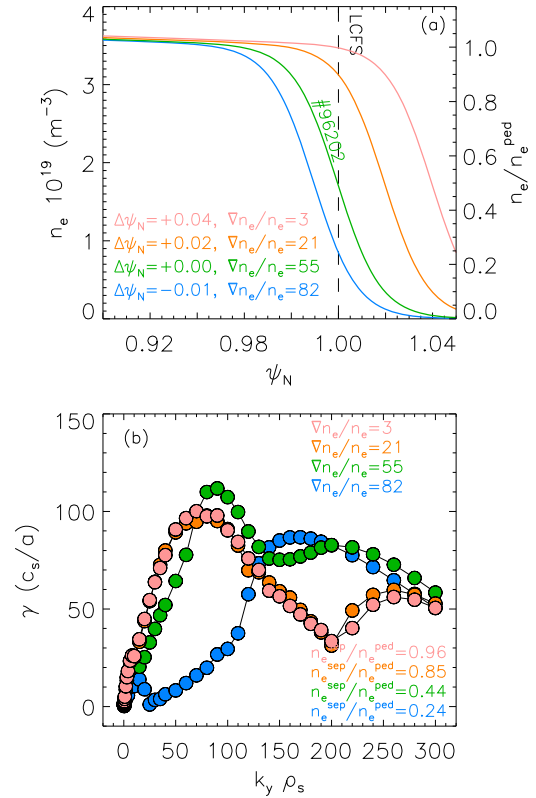 (a)
LCFS
#96202
n_e 10^19 (m^-3)
4
3
2
1
0
n_e/n_e^ped
1.0
0.8
0.6
0.4
0.2
0.0
Δψ_N=+0.04, ∇n_e/n_e=3
Δψ_N=+0.02, ∇n_e/n_e=21
Δψ_N=+0.00, ∇n_e/n_e=55
Δψ_N=−0.01, ∇n_e/n_e=82
0.92 0.98 1.00 1.04
ψ_N
(b)
150
100
50
0
γ (c_s/a)
∇n_e/n_e=3
∇n_e/n_e=21
∇n_e/n_e=55
∇n_e/n_e=82
n_e^sep/n_e^ped=0.96
n_e^sep/n_e^ped=0.85
n_e^sep/n_e^ped=0.44
n_e^sep/n_e^ped=0.24
0 50 100 150 200 250 300
k_y ρ_s